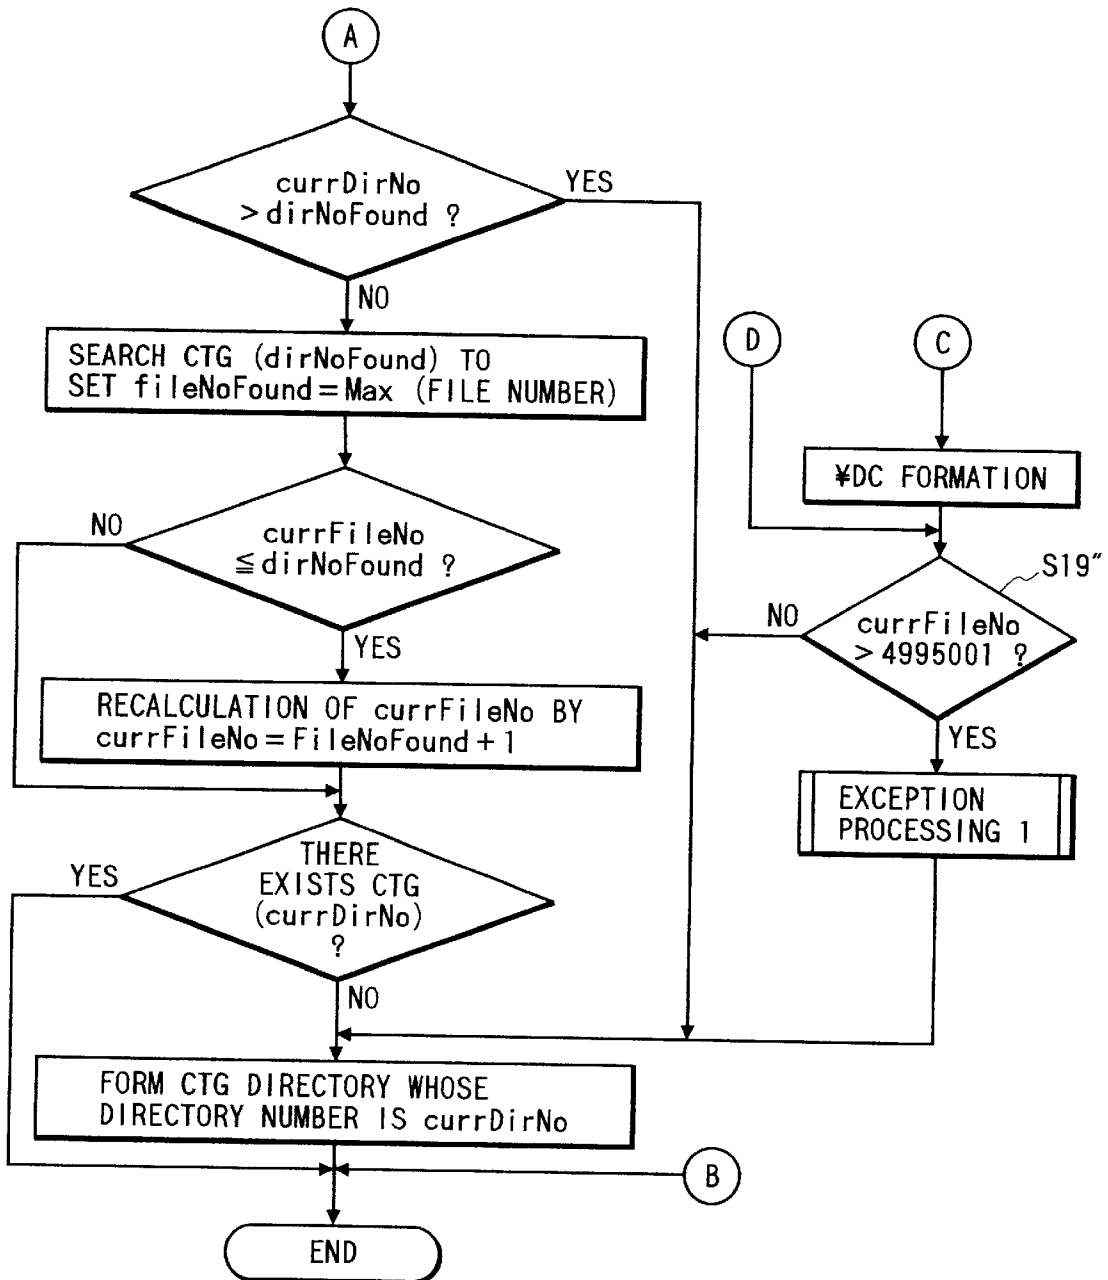 A
currDirNo
> dirNoFound ?
YES
NO
SEARCH CTG (dirNoFound) TO
SET fileNoFound = Max (FILE NUMBER)
D
C
¥DC FORMATION
NO
currFileNo
≦ dirNoFound ?
YES
S19"
NO
currFileNo
> 4995001 ?
YES
RECALCULATION OF currFileNo BY
currFileNo = FileNoFound + 1
EXCEPTION
PROCESSING 1
YES
THERE
EXISTS CTG
(currDirNo)
?
NO
FORM CTG DIRECTORY WHOSE
DIRECTORY NUMBER IS currDirNo
B
END